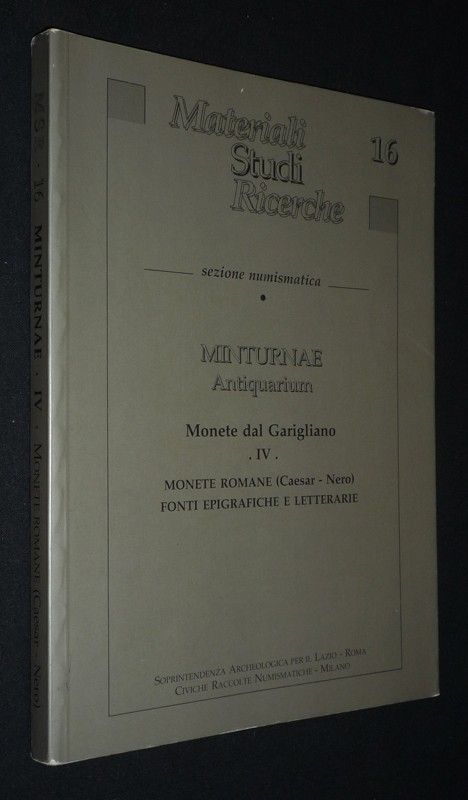 Materiali
Studi
Ricerche
16
sezione numismatica
MINTURNAE
Antiquarium
Monete dal Garigliano
. IV .
MONETE ROMANE (Caesar - Nero)
FONTI EPIGRAFICHE E LETTERARIE
SOPRINTENDENZA ARCHEOLOGICA PER IL LAZIO - ROMA
CIVICHE RACCOLTE NUMISMATICHE - MILANO
MSR · 16 · MINTURNAE · IV · MONETE ROMANE (Caesar - Nero)